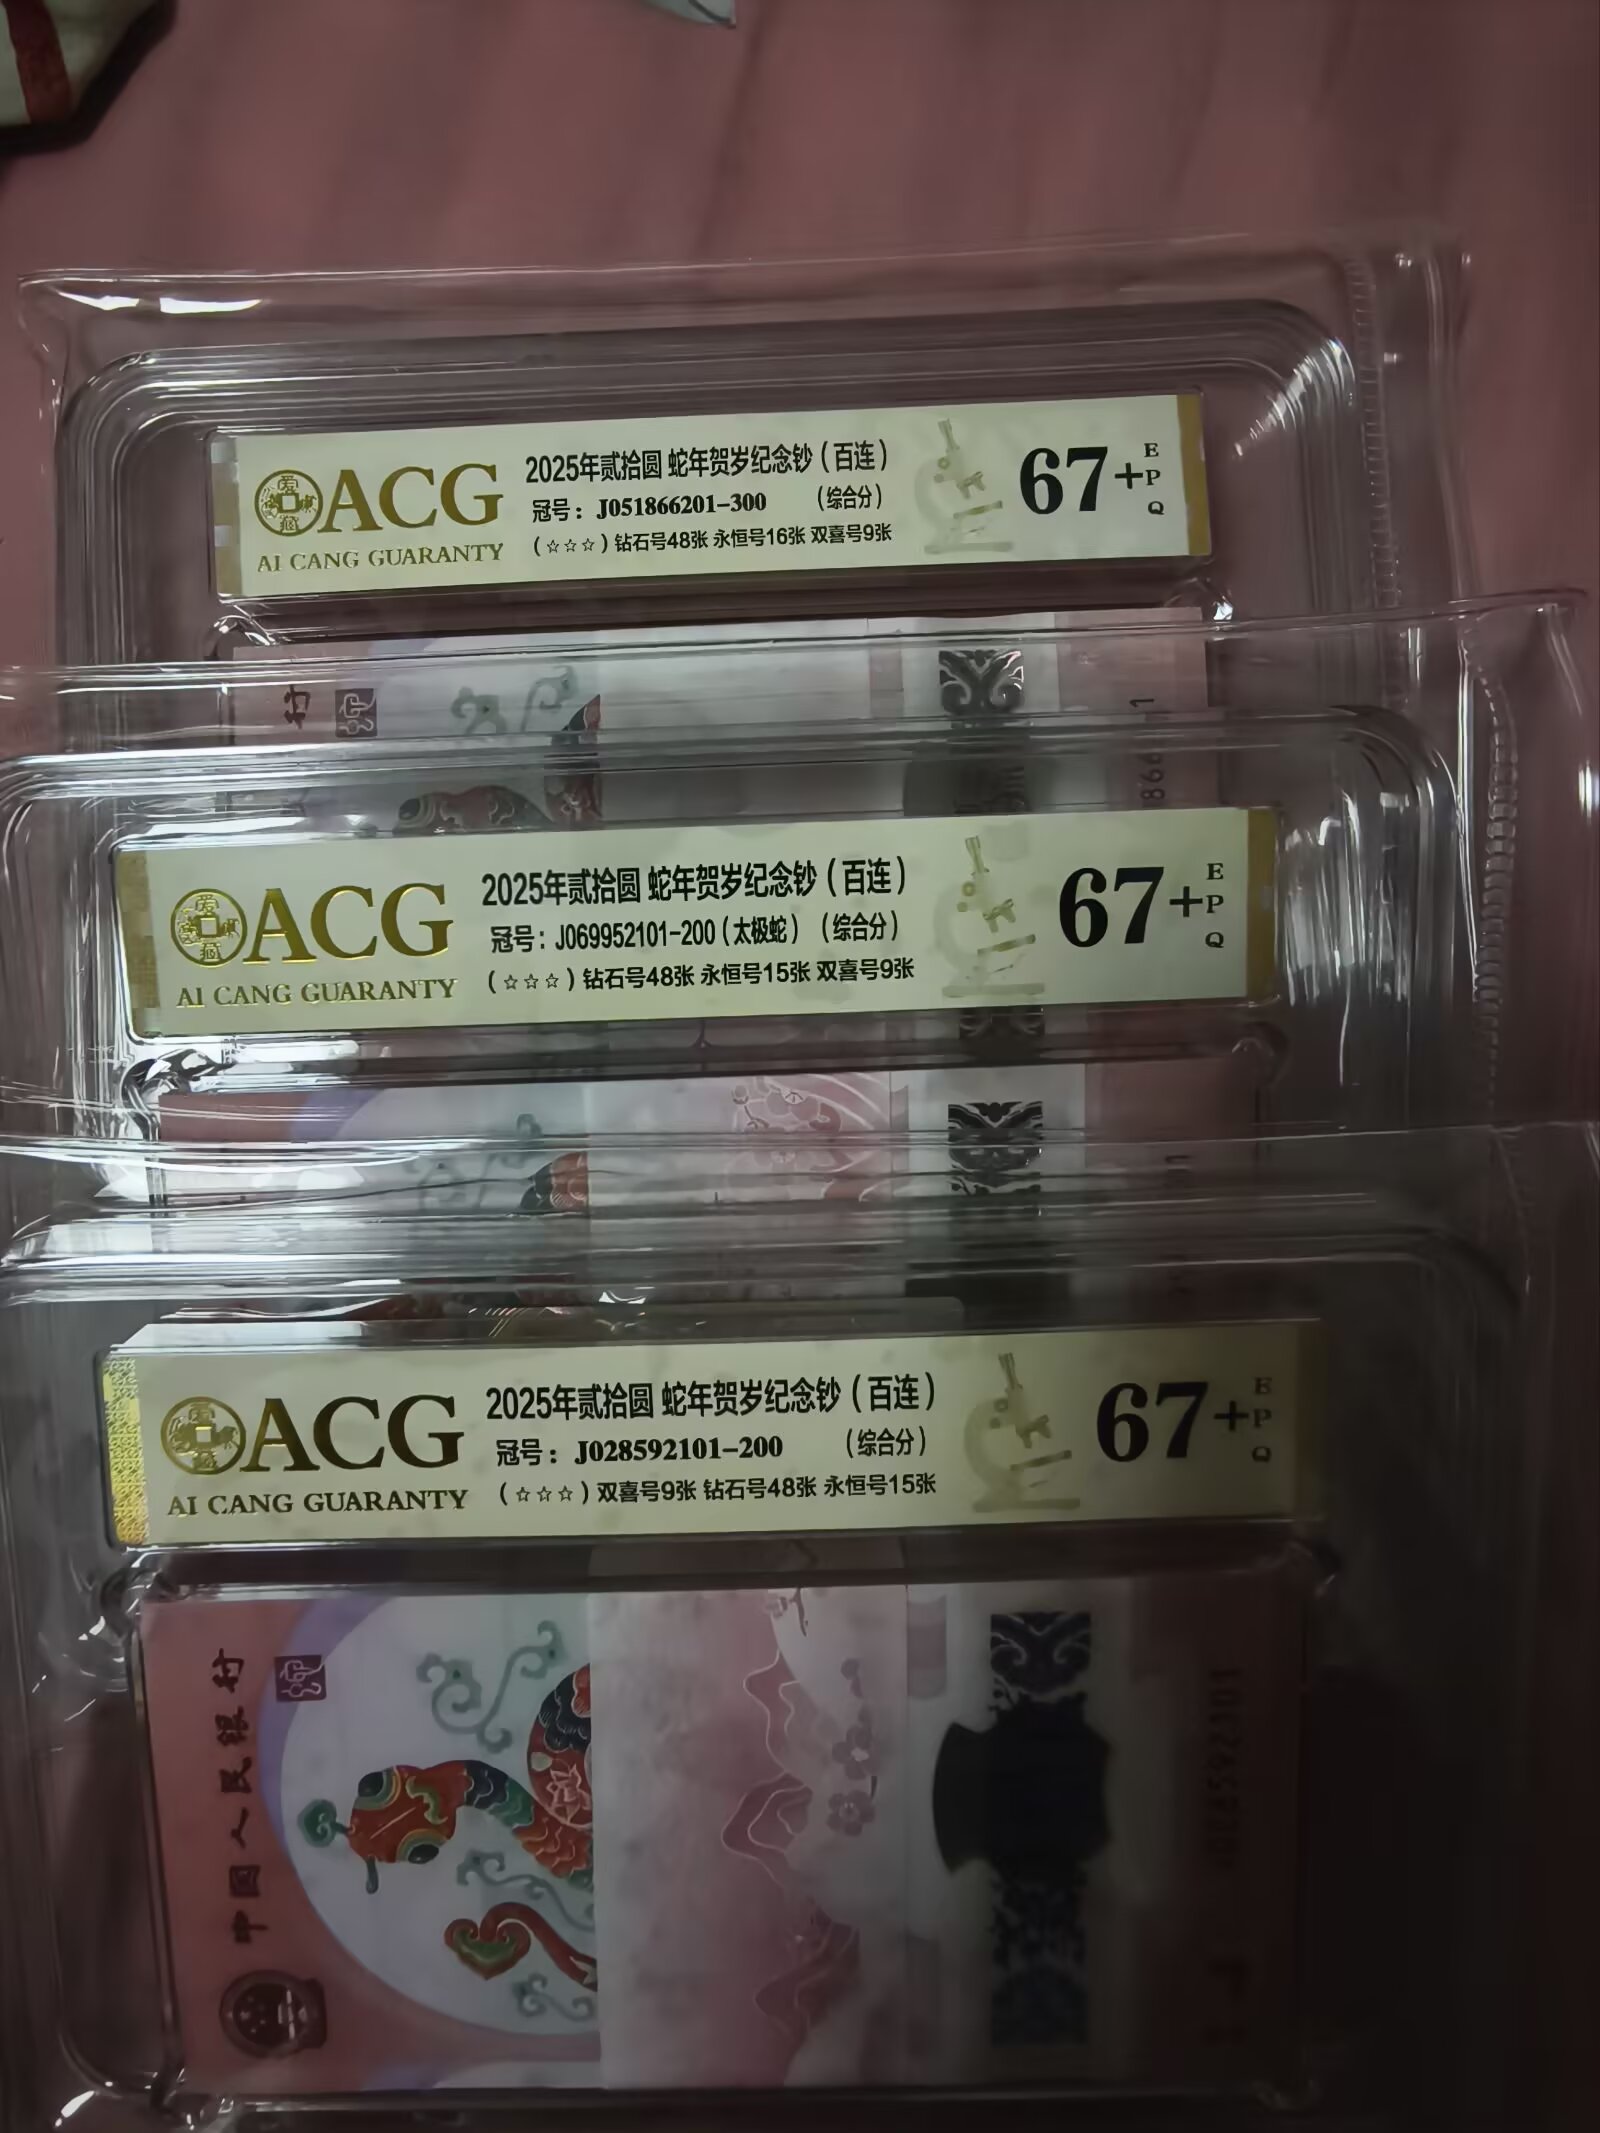 爱藏
ACG
AI CANG GUARANTY
2025年贰拾圆 蛇年贺岁纪念钞（百连）
冠号：J051866201-300 （综合分）
（☆☆☆）钻石号48张 永恒号16张 双喜号9张
67+EPQ
行
ACG
AI CANG GUARANTY
2025年贰拾圆 蛇年贺岁纪念钞（百连）
冠号：J069952101-200（太极蛇）（综合分）
（☆☆☆）钻石号48张 永恒号15张 双喜号9张
67+EPQ
ACG
AI CANG GUARANTY
2025年贰拾圆 蛇年贺岁纪念钞（百连）
冠号：J028592101-200 （综合分）
（☆☆☆）双喜号9张 钻石号48张 永恒号15张
67+EPQ
中国人民银行